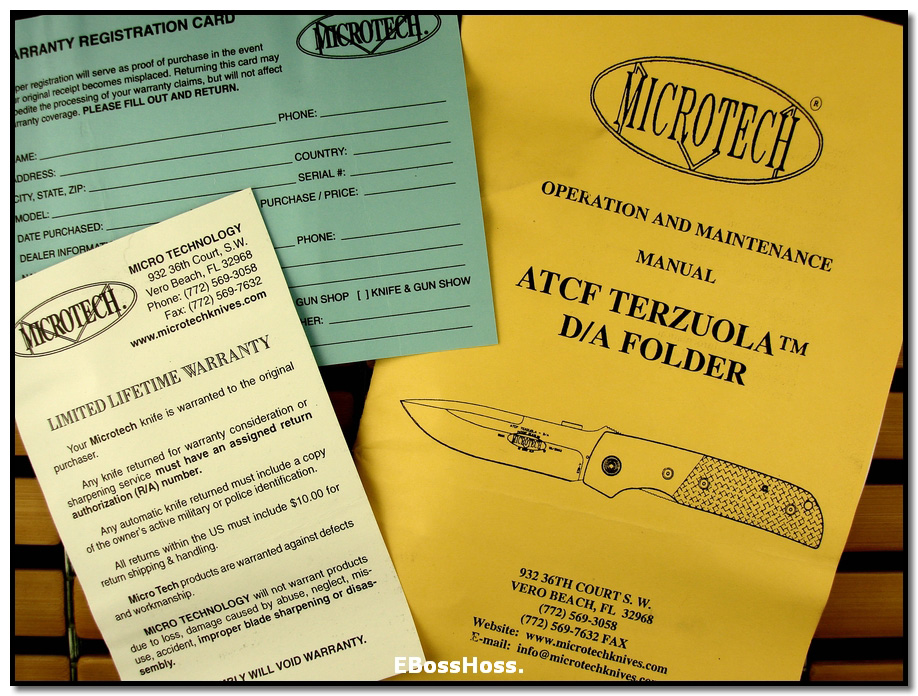 WARRANTY REGISTRATION CARD
MICROTECH.
per registration will serve as proof of purchase in the event
r original receipt becomes misplaced. Returning this card may
pedite the processing of your warranty claims, but will not affect
rranty coverage. PLEASE FILL OUT AND RETURN.
PHONE:
AME:
ADDRESS:
COUNTRY:
CITY, STATE, ZIP:
SERIAL #:
MODEL:
PURCHASE / PRICE:
DATE PURCHASED:
DEALER INFORMATI
PHONE:
GUN SHOP [ ] KNIFE & GUN SHOW
HER:
MICROTECH.
MICRO TECHNOLOGY
932 36th Court, S.W.
Vero Beach, FL 32968
Phone: (772) 569-3058
Fax: (772) 569-7632
www.microtechknives.com
LIMITED LIFETIME WARRANTY
Your Microtech knife is warranted to the original
purchaser.
Any knife returned for warranty consideration or
sharpening service must have an assigned return
authorization (R/A) number.
Any automatic knife returned must include a copy
of the owner's active military or police identification.
All returns within the US must include $10.00 for
return shipping & handling.
Micro Tech products are warranted against defects
and workmanship.
MICRO TECHNOLOGY will not warrant products
due to loss, damage caused by abuse, neglect, mis-
use, accident, improper blade sharpening or disas-
sembly.
BLY WILL VOID WARRANTY.
MICROTECH ®
OPERATION AND MAINTENANCE
MANUAL
ATCF TERZUOLA™
D/A FOLDER
MICROTECH
932 36TH COURT S. W.
VERO BEACH, FL 32968
(772) 569-3058
(772) 569-7632 FAX
Website: www.microtechknives.com
E-mail: info@microtechknives.com
EBossHoss.